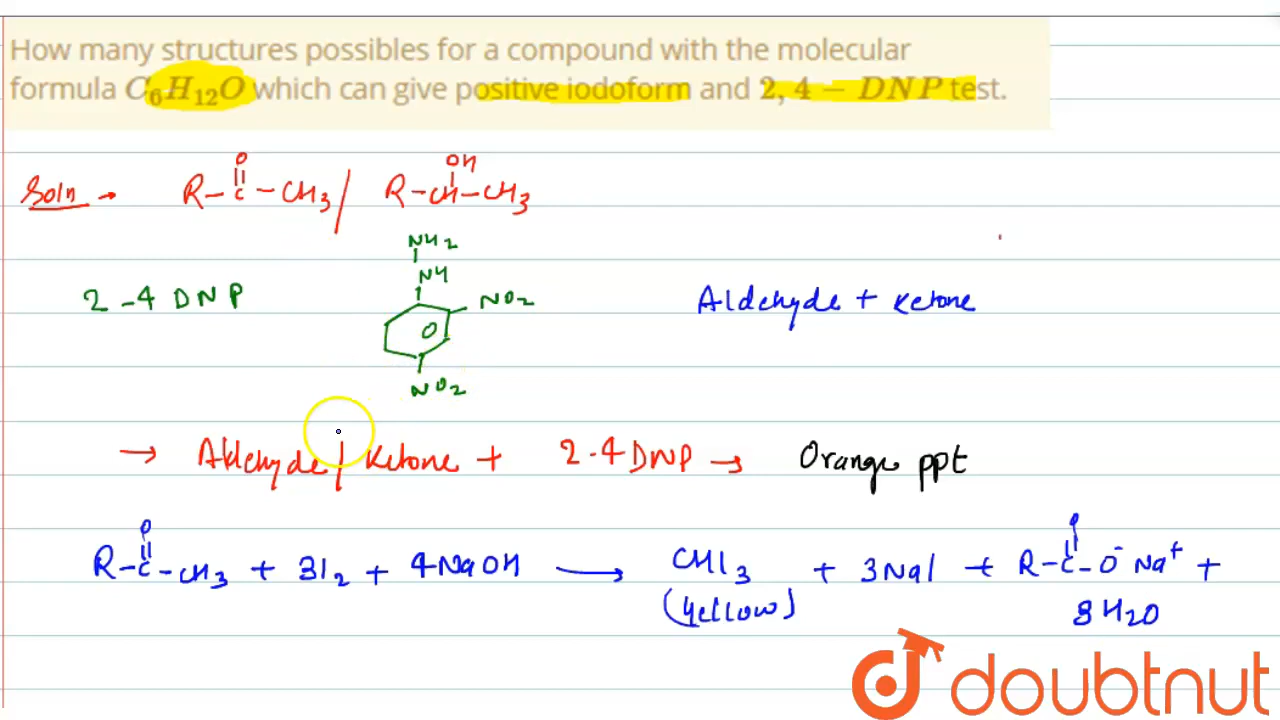 How many structures possibles for a compound with the molecular
formula C6H12O which can give positive iodoform and 2, 4 − DNP test.
Soln → R-C(=O)-CH3 / R-CH(OH)-CH3
NH2
NH
2-4 DNP
NO2
Aldehyde + Ketone
NO2
→ Aldehyde / Ketone + 2-4 DNP → Orange ppt
R-C(=O)-CH3 + 3I2 + 4NaOH → CHI3 + 3NaI + R-C(=O)-O⁻ Na⁺ +
(Yellow) 3H2O
doubtnut